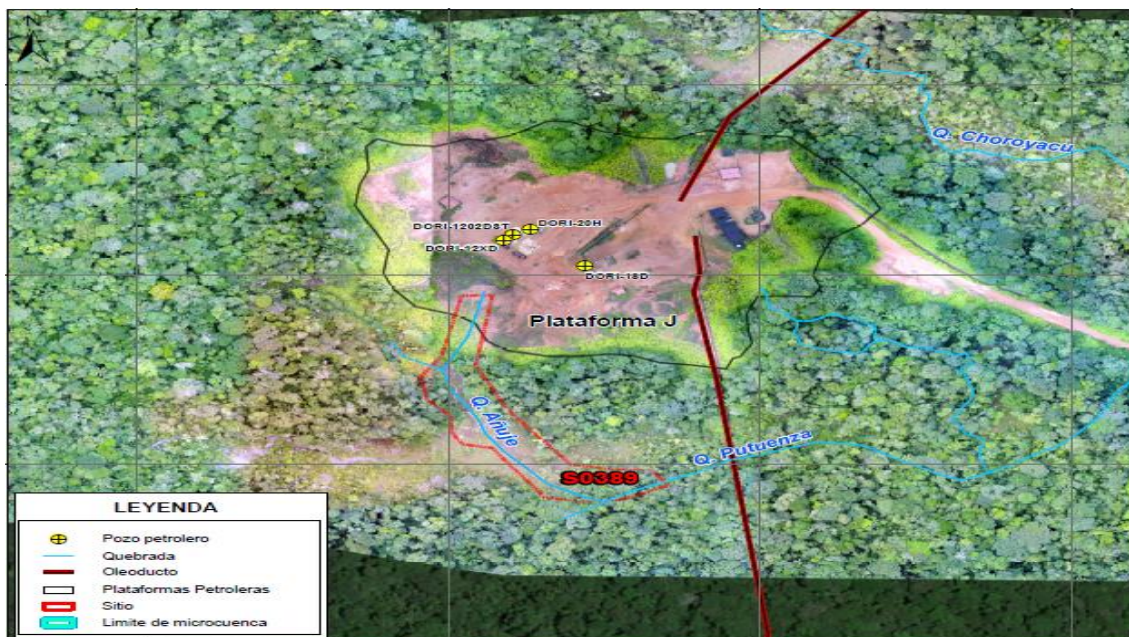 Q. Choroyacu
DORI-20H
DORI-1202DST
DORI-12XD
DORI-18D
Plataforma J
Q. Añuje
Q. Putuenza
S0389
LEYENDA
Pozo petrolero
Quebrada
Oleoducto
Plataformas Petroleras
Sitio
Limite de microcuenca